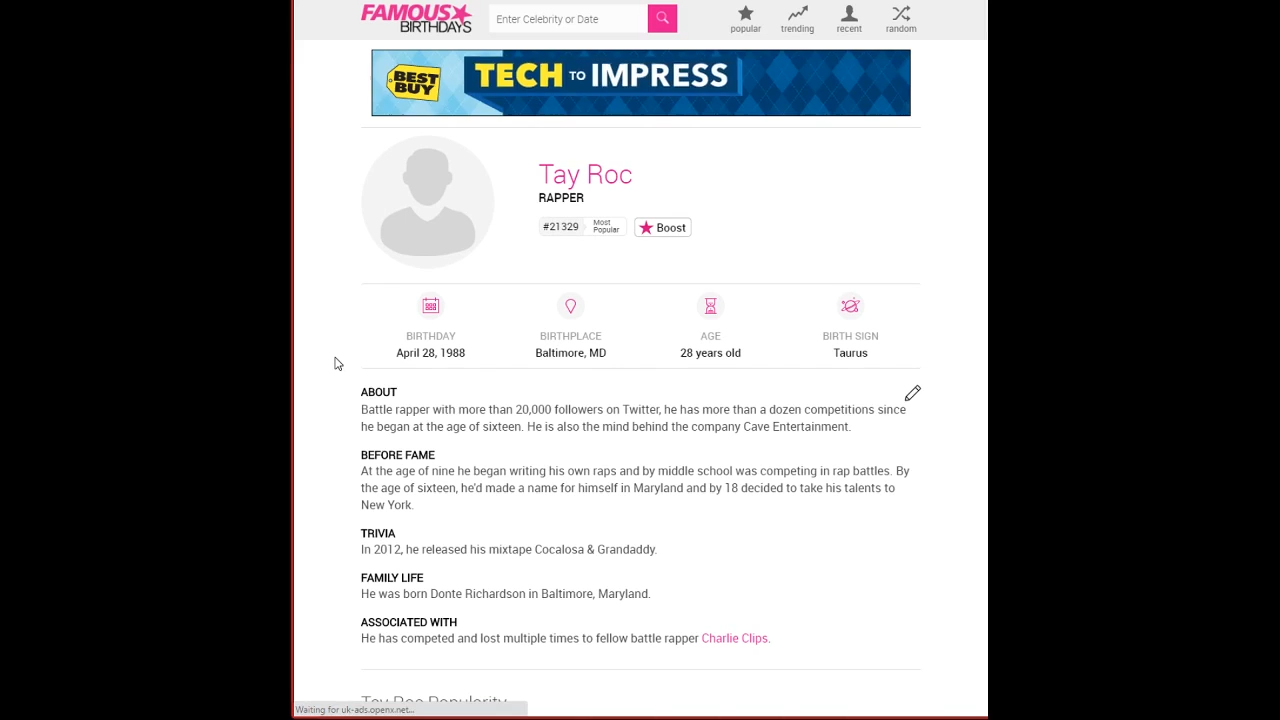 FAMOUS
BIRTHDAYS
Enter Celebrity or Date
popular
trending
recent
random
BEST
BUY
TECH TO IMPRESS
Tay Roc
RAPPER
#21329
Most
Popular
Boost
BIRTHDAY
BIRTHPLACE
AGE
BIRTH SIGN
April 28, 1988
Baltimore, MD
28 years old
Taurus
ABOUT
Battle rapper with more than 20,000 followers on Twitter, he has more than a dozen competitions since
he began at the age of sixteen. He is also the mind behind the company Cave Entertainment.
BEFORE FAME
At the age of nine he began writing his own raps and by middle school was competing in rap battles. By
the age of sixteen, he'd made a name for himself in Maryland and by 18 decided to take his talents to
New York.
TRIVIA
In 2012, he released his mixtape Cocalosa & Grandaddy.
FAMILY LIFE
He was born Donte Richardson in Baltimore, Maryland.
ASSOCIATED WITH
He has competed and lost multiple times to fellow battle rapper Charlie Clips.
Tay Roc Popularity
Waiting for uk-ads.openx.net...